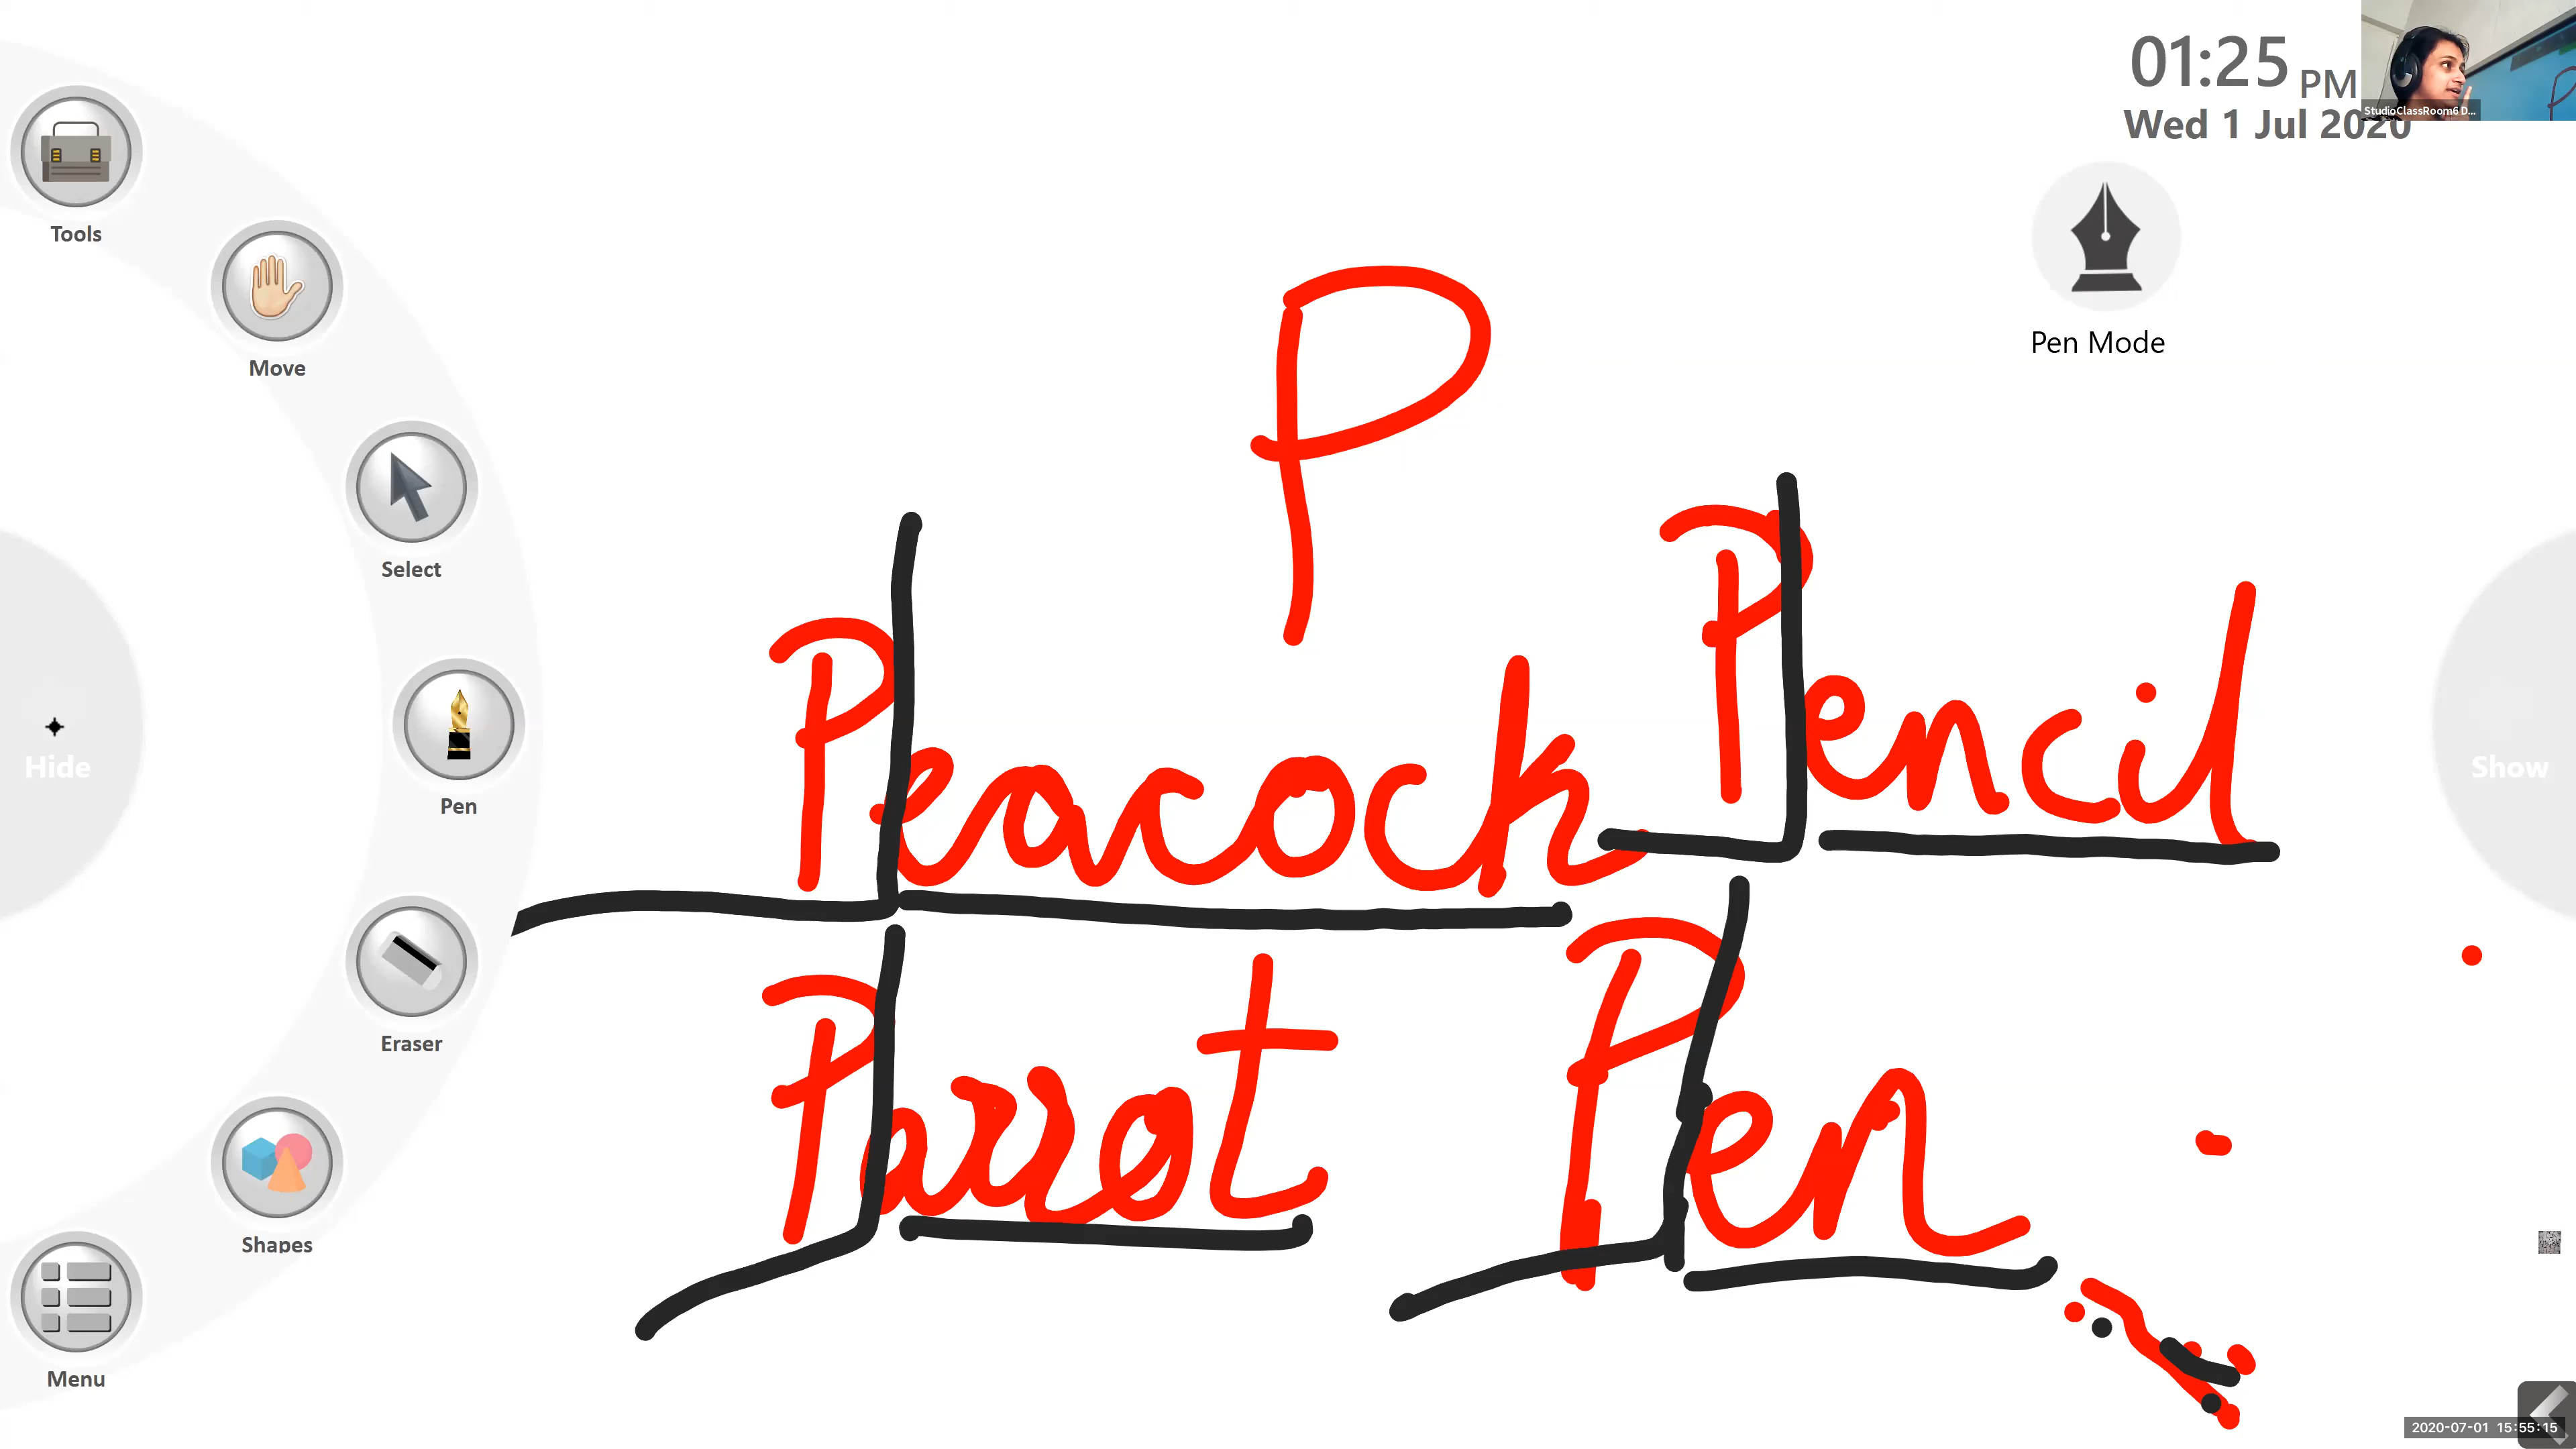 01:25 PM
Wed 1 Jul 2020
StudioClassRoom6 D...
Tools
Move
Pen Mode
P
Select
Peacock Pencil
Hide
Show
Pen
Parrot Pen
Eraser
Shapes
Menu
2020-07-01 15:55:15